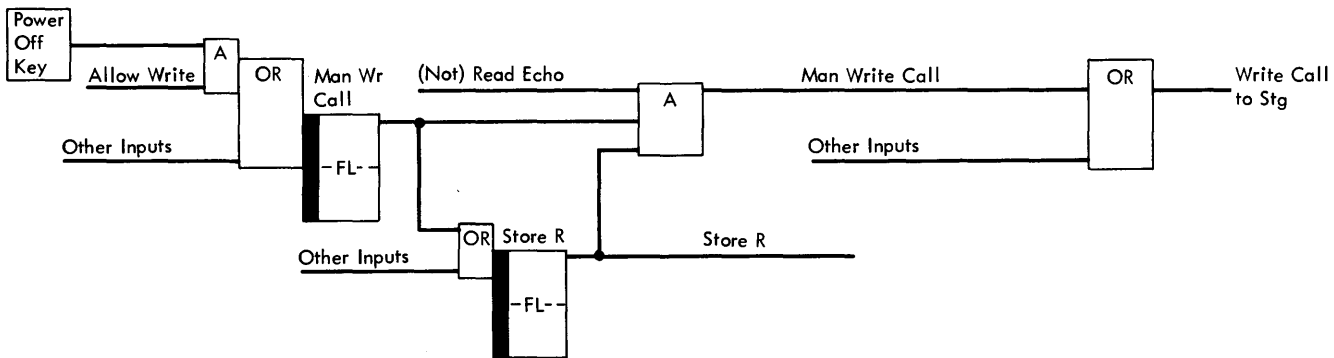 Power
Off
Key
A
Allow Write
OR
Man Wr
Call
(Not) Read Echo
A
Man Write Call
OR
Write Call
to Stg
Other Inputs
-FL--
Other Inputs
OR
Store R
Store R
Other Inputs
-FL--